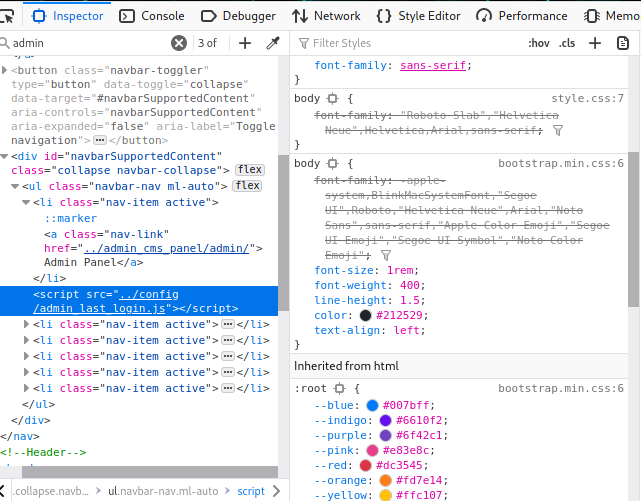 Inspector Console Debugger Network Style Editor Performance Memo
admin 3 of
<button class="navbar-toggler"
type="button" data-toggle="collapse"
data-target="#navbarSupportedContent"
aria-controls="navbarSupportedContent"
aria-expanded="false" aria-label="Toggle
navigation"> </button>
<div id="navbarSupportedContent"
class="collapse navbar-collapse"> flex
<ul class="navbar-nav ml-auto"> flex
<li class="nav-item active">
::marker
<a class="nav-link"
href="../admin_cms_panel/admin/">
Admin Panel</a>
</li>
<script src="../config
/admin_last_login.js"></script>
<li class="nav-item active"> </li>
<li class="nav-item active"> </li>
<li class="nav-item active"> </li>
<li class="nav-item active"> </li>
<li class="nav-item active"> </li>
</ul>
</div>
</nav>
<!--Header-->
.collapse.navb… ul.navbar-nav.ml-auto script
Filter Styles :hov .cls
font-family: sans-serif;
}
body { style.css:7
font-family: "Roboto Slab","Helvetica
Neue",Helvetica,Arial,sans-serif;
}
body { bootstrap.min.css:6
font-family: -apple-
system,BlinkMacSystemFont,"Segoe
UI",Roboto,"Helvetica Neue",Arial,"Noto
Sans",sans-serif,"Apple Color Emoji","Segoe
UI Emoji","Segoe UI Symbol","Noto Color
Emoji";
font-size: 1rem;
font-weight: 400;
line-height: 1.5;
color: #212529;
text-align: left;
}
Inherited from html
:root { bootstrap.min.css:6
--blue: #007bff;
--indigo: #6610f2;
--purple: #6f42c1;
--pink: #e83e8c;
--red: #dc3545;
--orange: #fd7e14;
--yellow: #ffc107;